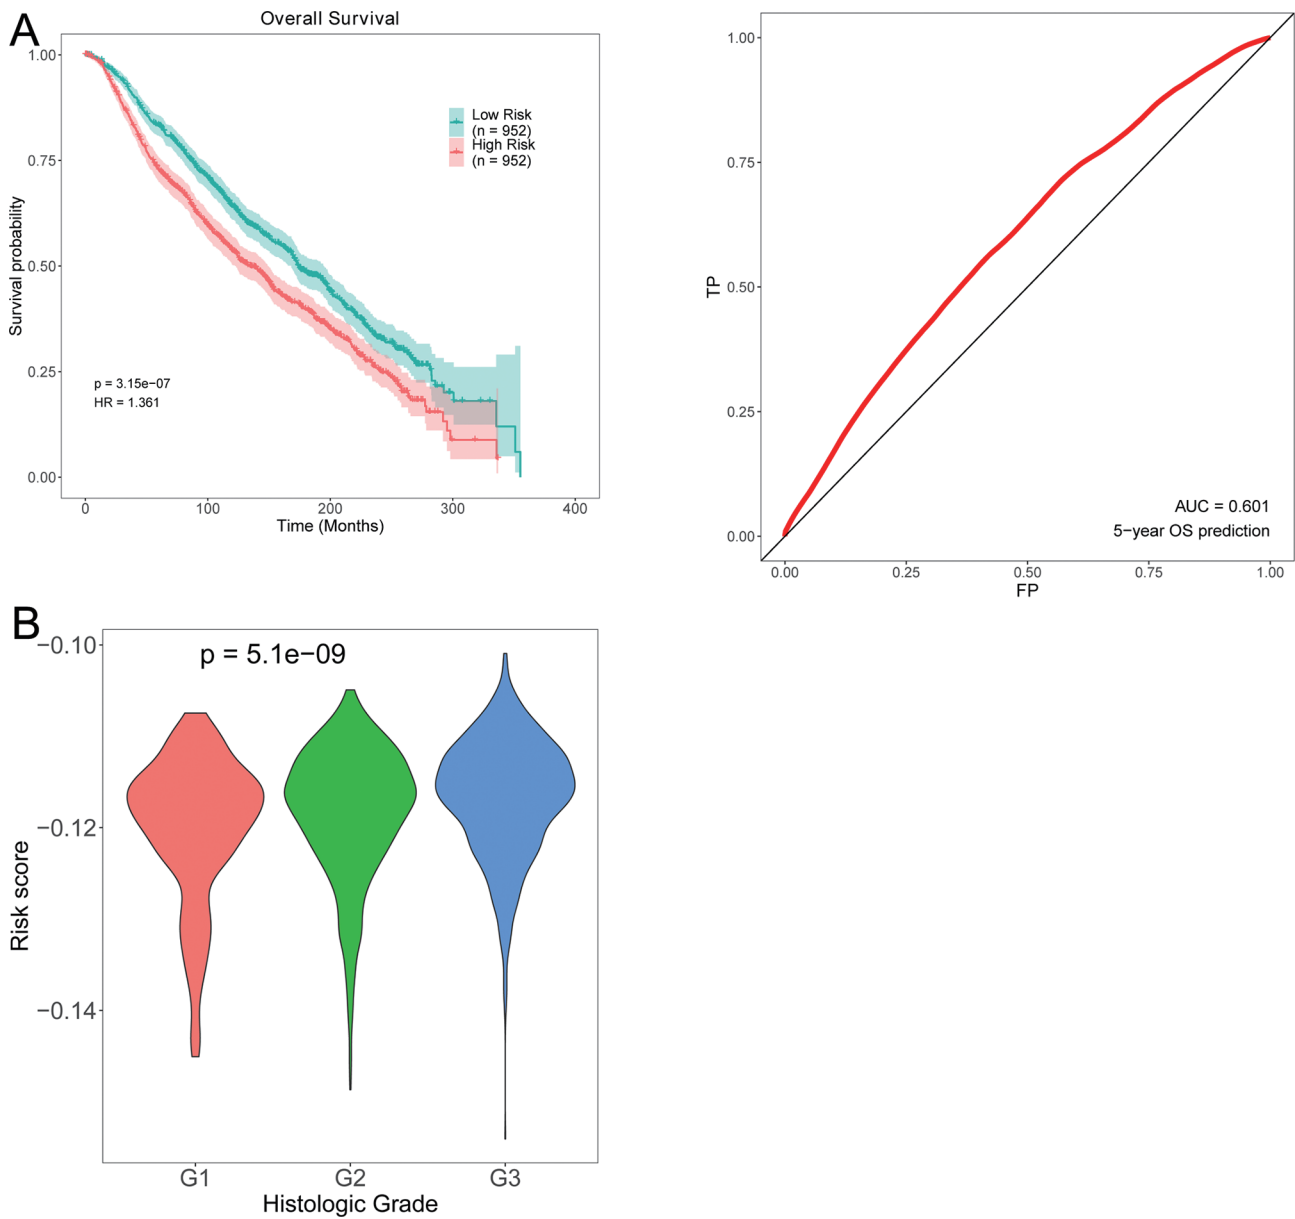 A
Overall Survival
1.00
0.75
0.50
0.25
0.00
Survival probability
Low Risk
(n = 952)
High Risk
(n = 952)
p = 3.15e−07
HR = 1.361
0
100
200
300
400
Time (Months)
1.00
0.75
0.50
0.25
0.00
TP
AUC = 0.601
5−year OS prediction
0.00
0.25
0.50
0.75
1.00
FP
B
−0.10
−0.12
−0.14
Risk score
p = 5.1e−09
G1
G2
G3
Histologic Grade